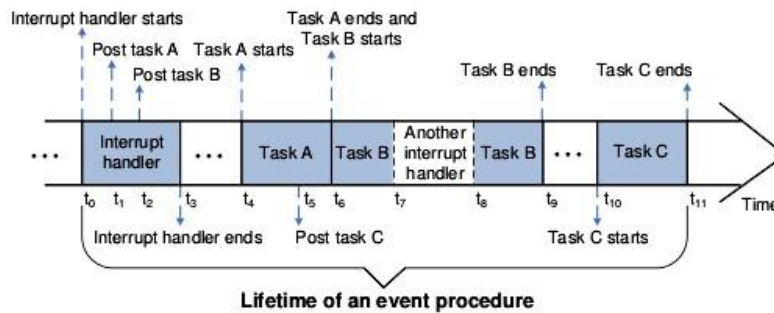 Interrupt handler starts
Task A ends and
Task B starts
Post task A
Task A starts
Post task B
Task B ends
Task C ends
Interrupt
handler
Task A
Task B
Another
interrupt
handler
Task B
Task C
• • •
• • •
• • •
t0 t1 t2 t3 t4 t5 t6 t7 t8 t9 t10 t11
Time
Interrupt handler ends
Post task C
Task C starts
Lifetime of an event procedure